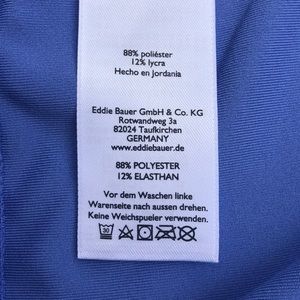 88% poliéster
12% lycra
Hecho en Jordania
Eddie Bauer GmbH & Co. KG
Rotwandweg 3a
82024 Taufkirchen
GERMANY
www.eddiebauer.de
88% POLYESTER
12% ELASTHAN
Vor dem Waschen linke
Warenseite nach aussen drehen.
Keine Weichspueler verwenden.
30